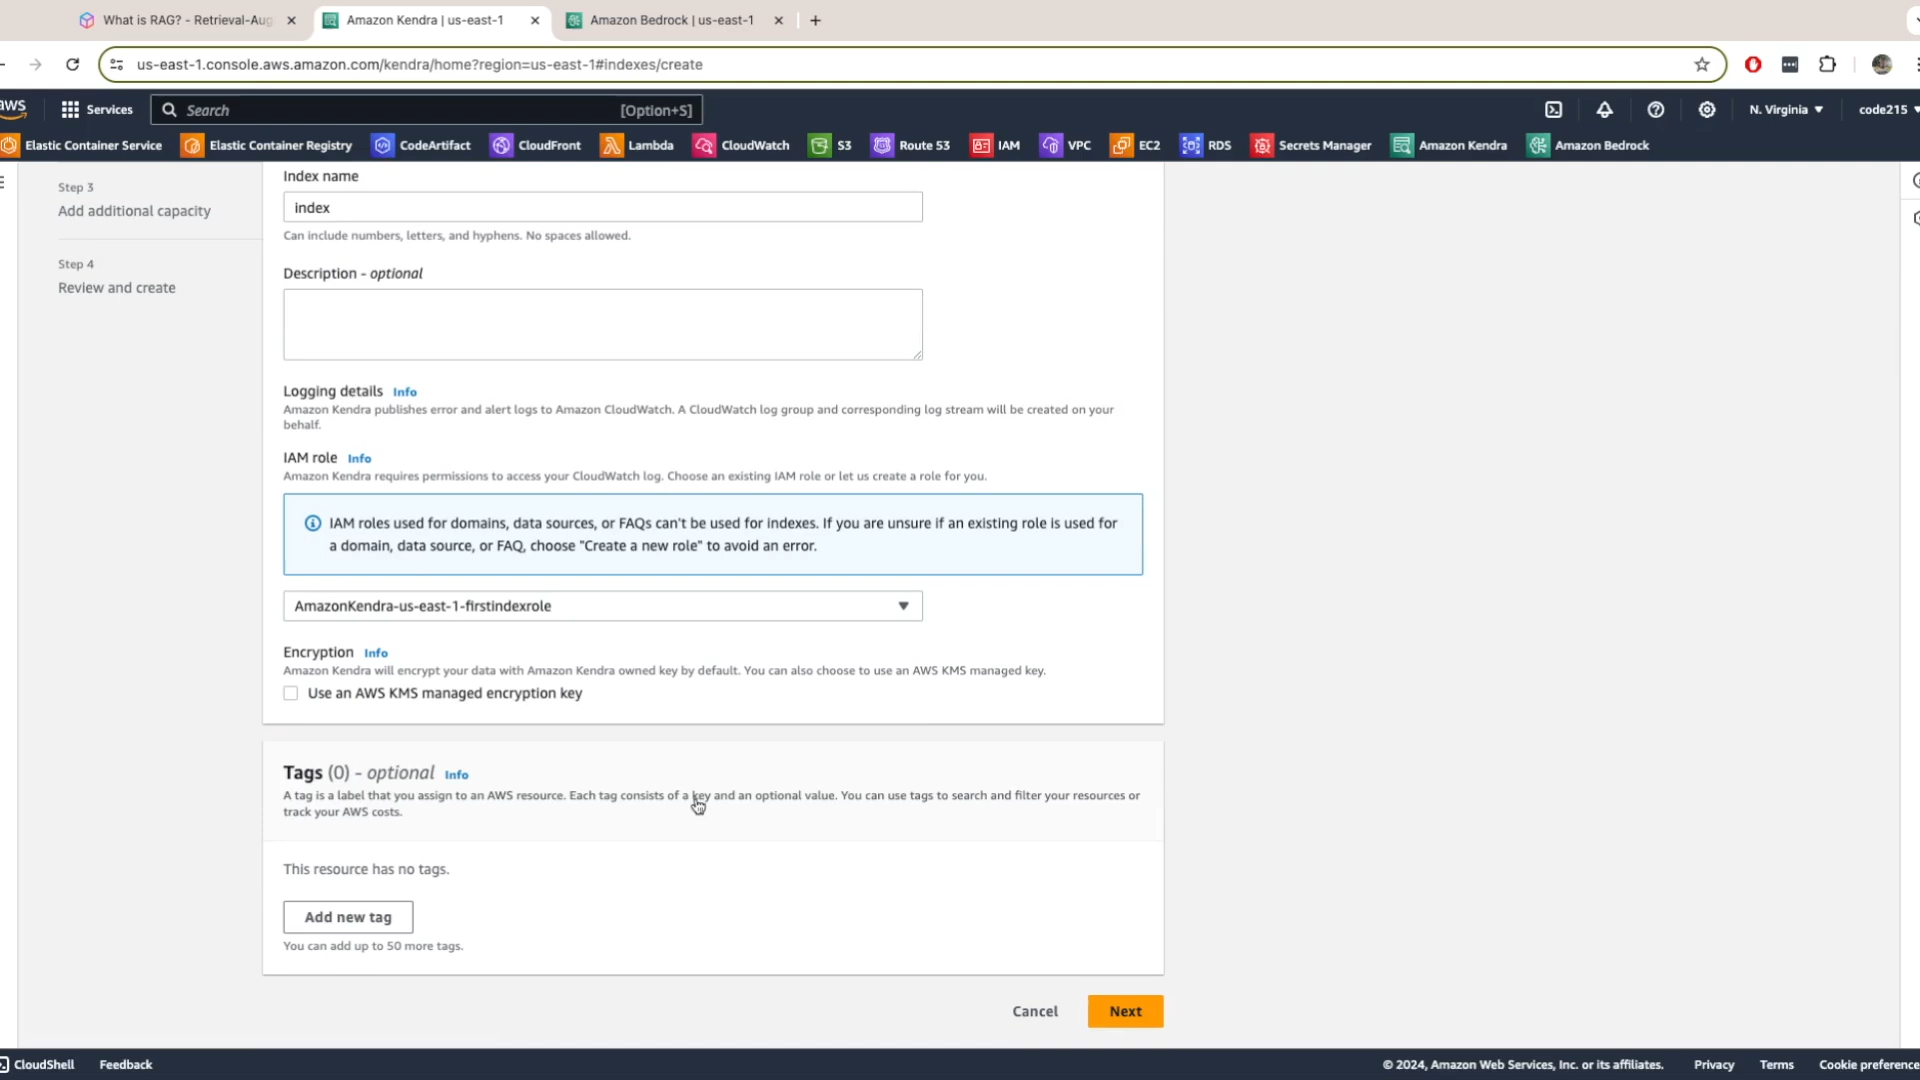 What is RAG? - Retrieval-Aug
Amazon Kendra | us-east-1
Amazon Bedrock | us-east-1
us-east-1.console.aws.amazon.com/kendra/home?region=us-east-1#indexes/create
aws
Services
Search
[Option+S]
N. Virginia
code215
Elastic Container Service
Elastic Container Registry
CodeArtifact
CloudFront
Lambda
CloudWatch
S3
Route 53
IAM
VPC
EC2
RDS
Secrets Manager
Amazon Kendra
Amazon Bedrock
Step 3
Add additional capacity
Step 4
Review and create
Index name
index
Can include numbers, letters, and hyphens. No spaces allowed.
Description - optional
Logging details Info
Amazon Kendra publishes error and alert logs to Amazon CloudWatch. A CloudWatch log group and corresponding log stream will be created on your
behalf.
IAM role Info
Amazon Kendra requires permissions to access your CloudWatch log. Choose an existing IAM role or let us create a role for you.
IAM roles used for domains, data sources, or FAQs can't be used for indexes. If you are unsure if an existing role is used for
a domain, data source, or FAQ, choose "Create a new role" to avoid an error.
AmazonKendra-us-east-1-firstindexrole
Encryption Info
Amazon Kendra will encrypt your data with Amazon Kendra owned key by default. You can also choose to use an AWS KMS managed key.
Use an AWS KMS managed encryption key
Tags (0) - optional Info
A tag is a label that you assign to an AWS resource. Each tag consists of a key and an optional value. You can use tags to search and filter your resources or
track your AWS costs.
This resource has no tags.
Add new tag
You can add up to 50 more tags.
Cancel
Next
CloudShell
Feedback
© 2024, Amazon Web Services, Inc. or its affiliates.
Privacy
Terms
Cookie preference